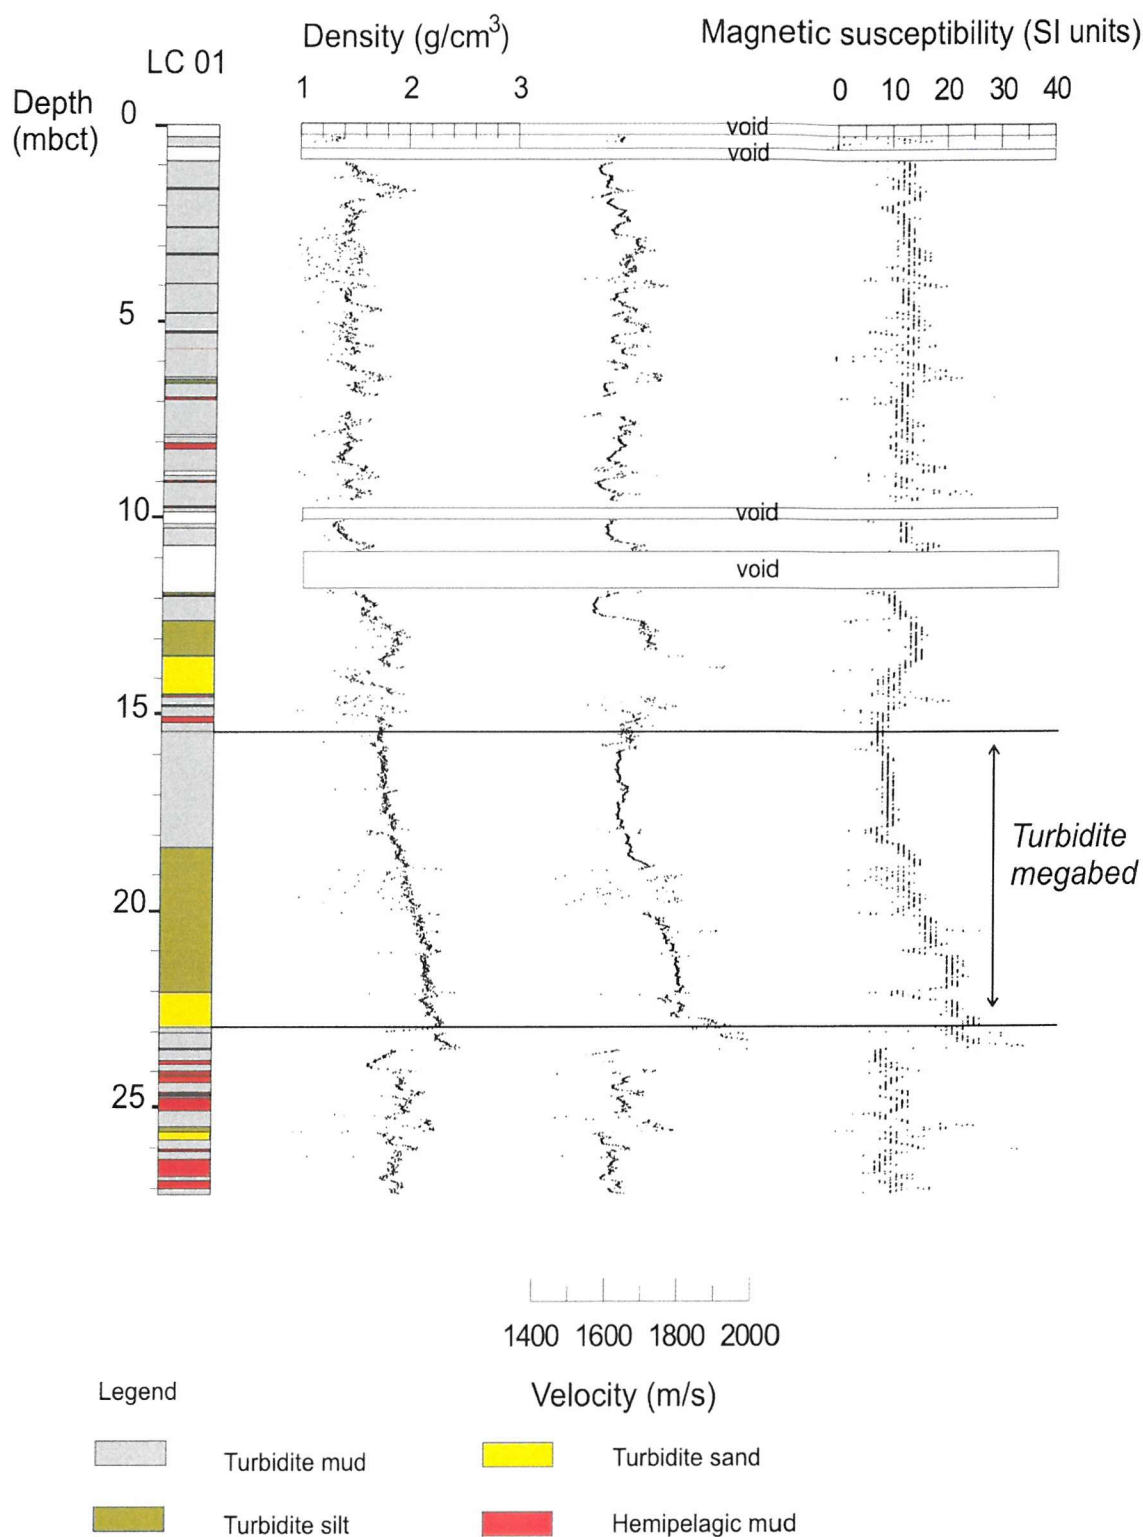 Density (g/cm³)
Magnetic susceptibility (SI units)
LC 01
1 2 3
0 10 20 30 40
Depth
(mbct)
0
void
void
5
10
void
void
15
Turbidite
megabed
20
25
1400 1600 1800 2000
Velocity (m/s)
Legend
Turbidite mud
Turbidite sand
Turbidite silt
Hemipelagic mud